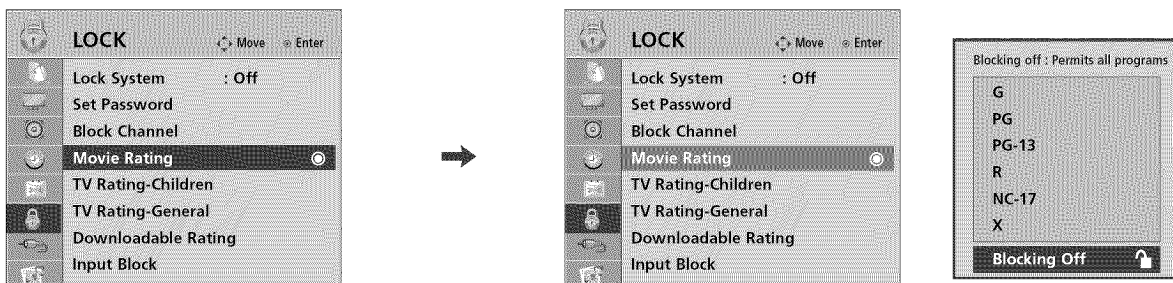 LOCK Move Enter
Lock System : Off
Set Password
Block Channel
Movie Rating
TV Rating-Children
TV Rating-General
Downloadable Rating
Input Block
LOCK Move Enter
Lock System : Off
Set Password
Block Channel
Movie Rating
TV Rating-Children
TV Rating-General
Downloadable Rating
Input Block
Blocking off : Permits all programs
G
PG
PG-13
R
NC-17
X
Blocking Off